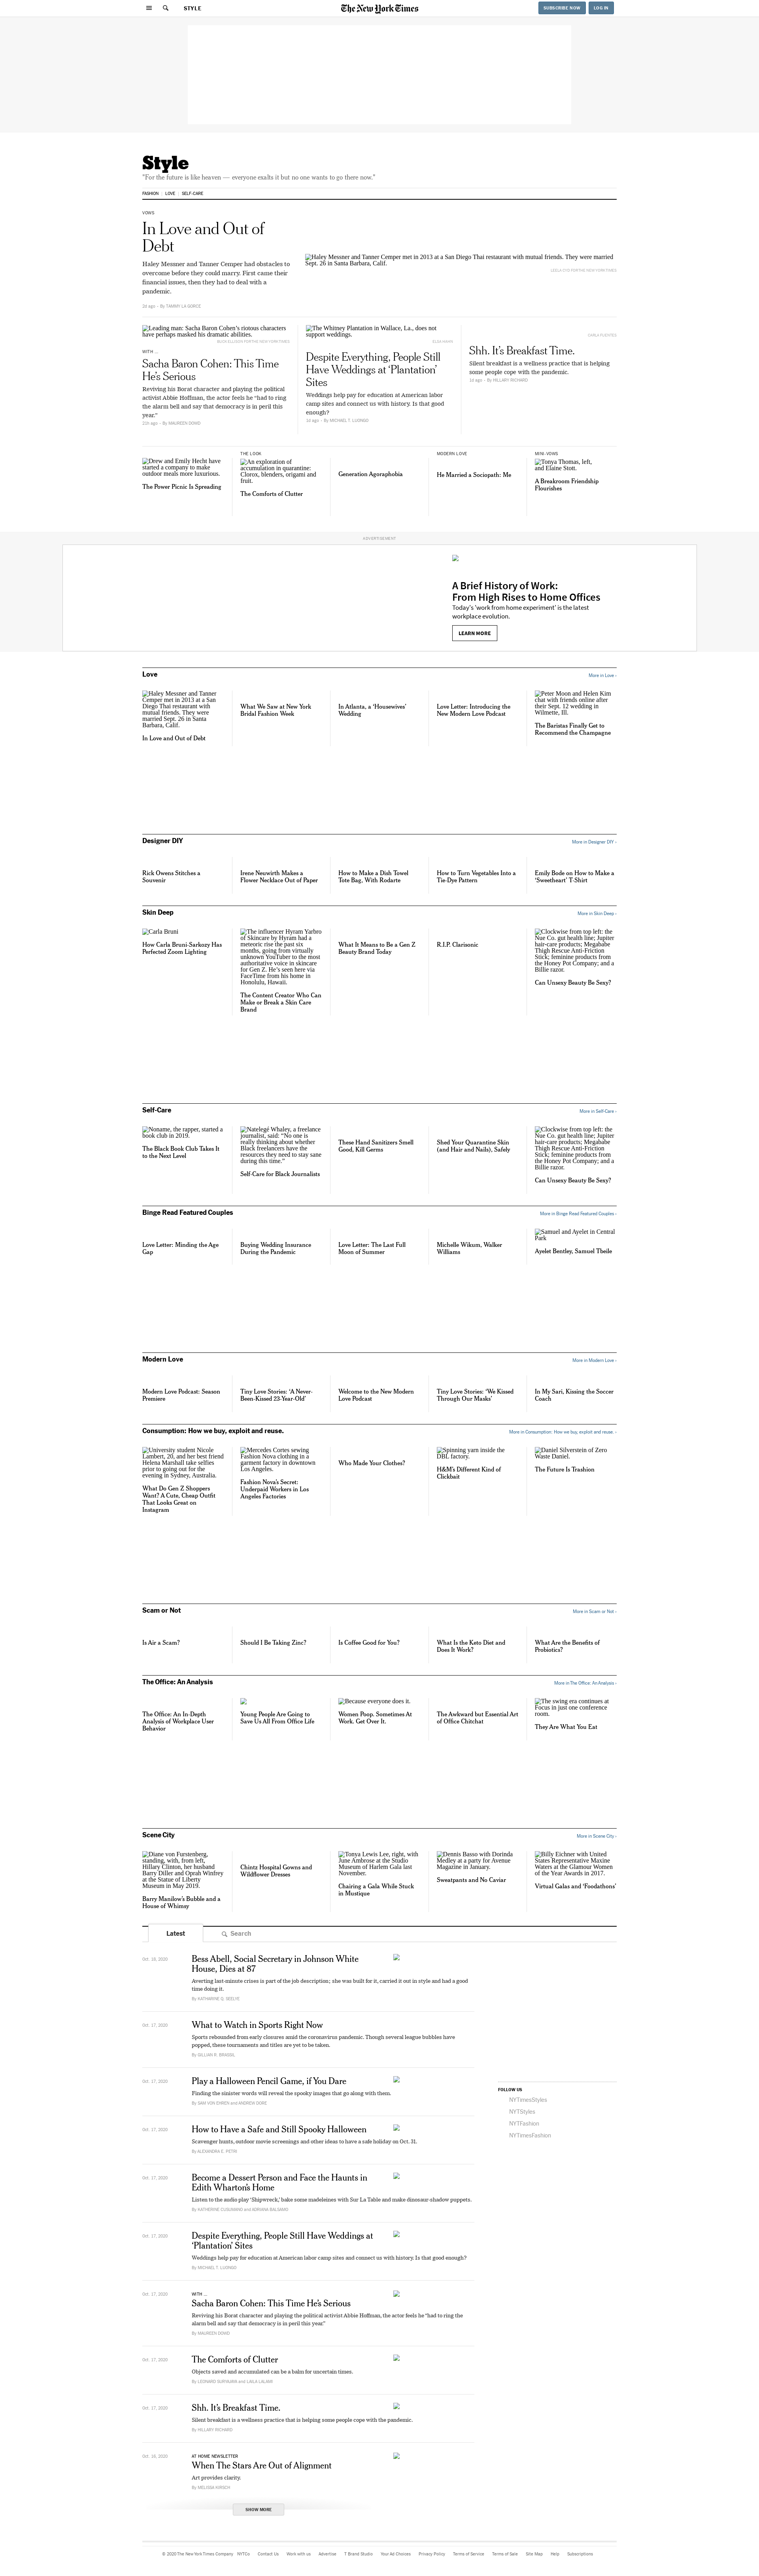 STYLE
The New York Times
SUBSCRIBE NOW
LOG IN
Style
"For the future is like heaven — everyone exalts it but no one wants to go there now."
FASHION
LOVE
SELF-CARE
VOWS
In Love and Out of
Debt
Haley Messner and Tanner Cemper had obstacles to
overcome before they could marry. First came their
financial issues, then they had to deal with a
pandemic.
2d ago · By TAMMY LA GORCE
Haley Messner and Tanner Cemper met in 2013 at a San Diego Thai restaurant with mutual friends. They were married
Sept. 26 in Santa Barbara, Calif.
Leading man: Sacha Baron Cohen's riotous characters
have perhaps masked his dramatic abilities.
WITH ...
Sacha Baron Cohen: This Time
He's Serious
Reviving his Borat character and playing the political
activist Abbie Hoffman, the actor feels he "had to ring
the alarm bell and say that democracy is in peril this
year."
By MAUREEN DOWD
The Whitney Plantation in Wallace, La., does not
support weddings.
Despite Everything, People Still
Have Weddings at 'Plantation'
Sites
Weddings help pay for education at American labor
camp sites and connect us with history. Is that good
enough?
1d ago · By MICHAEL T. LUONGO
Shh. It's Breakfast Time.
Silent breakfast is a wellness practice that is helping
some people cope with the pandemic.
1d ago · By HILLARY RICHARD
Drew and Emily Hecht have
started a company to make
outdoor meals more luxurious.
The Power Picnic Is Spreading
THE LOOK
An exploration of
accumulation in quarantine:
Clorox, blenders, origami and
fruit.
The Comforts of Clutter
Generation Agoraphobia
MODERN LOVE
He Married a Sociopath: Me
MINI-VOWS
Tonya Thomas, left,
and Elaine Stott.
A Breakroom Friendship
Flourishes
ADVERTISEMENT
A Brief History of Work:
From High Rises to Home Offices
Today's 'work from home experiment' is the latest
workplace evolution.
LEARN MORE
Love
More in Love ›
Haley Messner and Tanner
Cemper met in 2013 at a San
Diego Thai restaurant with
mutual friends. They were
married Sept. 26 in Santa
Barbara, Calif.
In Love and Out of Debt
What We Saw at New York
Bridal Fashion Week
In Atlanta, a 'Housewives'
Wedding
Love Letter: Introducing the
New Modern Love Podcast
Peter Moon and Helen Kim
chat with friends online after
their Sept. 12 wedding in
Wilmette, Ill.
The Baristas Finally Get to
Recommend the Champagne
Designer DIY
More in Designer DIY ›
Rick Owens Stitches a
Souvenir
Irene Neuwirth Makes a
Flower Necklace Out of Paper
How to Make a Dish Towel
Tote Bag, With Rodarte
How to Turn Vegetables Into a
Tie-Dye Pattern
Emily Bode on How to Make a
'Sweetheart' T-Shirt
Skin Deep
More in Skin Deep ›
Carla Bruni
How Carla Bruni-Sarkozy Has
Perfected Zoom Lighting
The influencer Hyram Yarbro
of Skincare by Hyram had a
meteoric rise the past six
months, going from virtually
unknown YouTuber to the most
authoritative voice in skincare
for Gen Z. He's seen here via
FaceTime from his home in
Honolulu, Hawaii.
The Content Creator Who Can
Make or Break a Skin Care
Brand
What It Means to Be a Gen Z
Beauty Brand Today
R.I.P. Clarisonic
Clockwise from top left: the
Nue Co. gut health line; Jupiter
hair-care products; Megababe
Thigh Rescue Anti-Friction
Stick; feminine products from
the Honey Pot Company; and a
Billie razor.
Can Unsexy Beauty Be Sexy?
Self-Care
More in Self-Care ›
Noname, the rapper, started a
book club in 2019.
The Black Book Club Takes It
to the Next Level
Natelegé Whaley, a freelance
journalist, said: "No one is
really thinking about whether
Black freelancers have the
resources they need to stay sane
during this time."
Self-Care for Black Journalists
These Hand Sanitizers Smell
Good, Kill Germs
Shed Your Quarantine Skin
(and Hair and Nails), Safely
Clockwise from top left: the
Nue Co. gut health line; Jupiter
hair-care products; Megababe
Thigh Rescue Anti-Friction
Stick; feminine products from
the Honey Pot Company; and a
Billie razor.
Can Unsexy Beauty Be Sexy?
Binge Read Featured Couples
More in Binge Read Featured Couples ›
Love Letter: Minding the Age
Gap
Buying Wedding Insurance
During the Pandemic
Love Letter: The Last Full
Moon of Summer
Michelle Wikum, Walker
Williams
Samuel and Ayelet in Central
Park
Ayelet Bentley, Samuel Tbeile
Modern Love
More in Modern Love ›
Modern Love Podcast: Season
Premiere
Tiny Love Stories: 'A Never-
Been-Kissed 23-Year-Old'
Welcome to the New Modern
Love Podcast
Tiny Love Stories: 'We Kissed
Through Our Masks'
In My Sari, Kissing the Soccer
Coach
Consumption: How we buy, exploit and reuse.
More in Consumption: How we buy, exploit and reuse. ›
University student Nicole
Lambert, 20, and her best friend
Helena Marshall take selfies
prior to going out for the
evening in Sydney, Australia.
What Do Gen Z Shoppers
Want? A Cute, Cheap Outfit
That Looks Great on
Instagram
Mercedes Cortes sewing
Fashion Nova clothing in a
garment factory in downtown
Los Angeles.
Fashion Nova's Secret:
Underpaid Workers in Los
Angeles Factories
Who Made Your Clothes?
Spinning yarn inside the
DBL factory.
H&M's Different Kind of
Clickbait
Daniel Silverstein of Zero
Waste Daniel.
The Future Is Trashion
Scam or Not
More in Scam or Not ›
Is Air a Scam?
Should I Be Taking Zinc?
Is Coffee Good for You?
What Is the Keto Diet and
Does It Work?
What Are the Benefits of
Probiotics?
The Office: An Analysis
More in The Office: An Analysis ›
The Office: An In-Depth
Analysis of Workplace User
Behavior
Young People Are Going to
Save Us All From Office Life
Because everyone does it.
Women Poop. Sometimes At
Work. Get Over It.
The Awkward but Essential Art
of Office Chitchat
The swing era continues at
Focus in just one conference
room.
They Are What You Eat
Scene City
More in Scene City ›
Diane von Furstenberg,
standing, with, from left,
Hillary Clinton, her husband
Barry Diller and Oprah Winfrey
at the Statue of Liberty
Museum in May 2019.
Barry Manilow's Bubble and a
House of Whimsy
Chintz Hospital Gowns and
Wildflower Dresses
Tonya Lewis Lee, right, with
June Ambrose at the Studio
Museum of Harlem Gala last
November.
Chairing a Gala While Stuck
in Mustique
Dennis Basso with Dorinda
Medley at a party for Avenue
Magazine in January.
Sweatpants and No Caviar
Billy Eichner with United
States Representative Maxine
Waters at the Glamour Women
of the Year Awards in 2017.
Virtual Galas and 'Foodathons'
Latest
Search
Oct. 18, 2020
Bess Abell, Social Secretary in Johnson White
House, Dies at 87
Averting last-minute crises is part of the job description; she was built for it, carried it out in style and had a good
time doing it.
By KATHARINE Q. SEELYE
Oct. 17, 2020
What to Watch in Sports Right Now
Sports rebounded from early closures amid the coronavirus pandemic. Though several league bubbles have
popped, these tournaments and titles are yet to be taken.
By GILLIAN R. BRASSIL
Oct. 17, 2020
Play a Halloween Pencil Game, if You Dare
Finding the sinister words will reveal the spooky images that go along with them.
By SAM VON EHREN and ANDREW OERKE
Oct. 17, 2020
How to Have a Safe and Still Spooky Halloween
Scavenger hunts, outdoor movie screenings and other ideas to have a safe holiday on Oct. 31.
By ALEXANDRA E. PETRI
Oct. 17, 2020
Become a Dessert Person and Face the Haunts in
Edith Wharton's Home
Listen to the audio play 'Shipwreck,' bake some madeleines with Sur La Table and make dinosaur-shadow puppets.
By KATHERINE CUSUMANO and ADRIANA BALSAMO
Oct. 17, 2020
Despite Everything, People Still Have Weddings at
'Plantation' Sites
Weddings help pay for education at American labor camp sites and connect us with history. Is that good enough?
By MICHAEL T. LUONGO
Oct. 17, 2020
WITH ...
Sacha Baron Cohen: This Time He's Serious
Reviving his Borat character and playing the political activist Abbie Hoffman, the actor feels he "had to ring the
alarm bell and say that democracy is in peril this year."
By MAUREEN DOWD
Oct. 17, 2020
The Comforts of Clutter
Objects saved and accumulated can be a balm for uncertain times.
By LEONARD SURYAJAYA and LAILA LALAMI
Oct. 17, 2020
Shh. It's Breakfast Time.
Silent breakfast is a wellness practice that is helping some people cope with the pandemic.
By HILLARY RICHARD
Oct. 16, 2020
AT HOME NEWSLETTER
When The Stars Are Out of Alignment
Art provides clarity.
By MELISSA KIRSCH
SHOW MORE
FOLLOW US
NYTimesStyles
NYTStyles
NYTFashion
NYTimesFashion
© 2020 The New York Times Company
NYTCo
Contact Us
Work with us
Advertise
T Brand Studio
Your Ad Choices
Privacy Policy
Terms of Service
Terms of Sale
Site Map
Help
Subscriptions